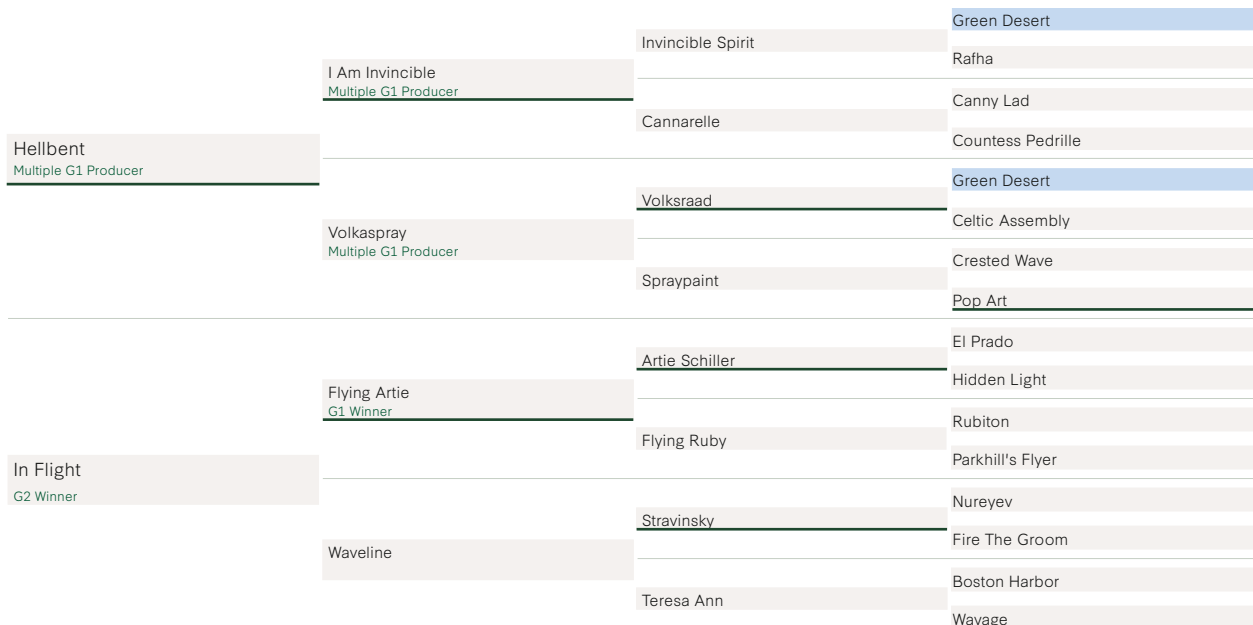 Green Desert
Invincible Spirit
Rafha
I Am Invincible
Multiple G1 Producer
Canny Lad
Cannarelle
Countess Pedrille
Hellbent
Multiple G1 Producer
Green Desert
Volksraad
Celtic Assembly
Volkaspray
Multiple G1 Producer
Crested Wave
Spraypaint
Pop Art
El Prado
Artie Schiller
Hidden Light
Flying Artie
G1 Winner
Rubiton
Flying Ruby
Parkhill's Flyer
In Flight
G2 Winner
Nureyev
Stravinsky
Fire The Groom
Waveline
Boston Harbor
Teresa Ann
Wavage